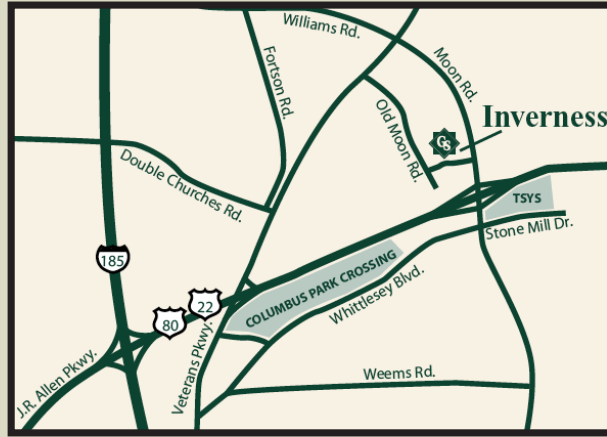 Williams Rd.
Moon Rd.
Fortson Rd.
Old Moon Rd.
GS
Inverness
Double Churches Rd.
TSYS
Stone Mill Dr.
185
COLUMBUS PARK CROSSING
Whittlesey Blvd.
22
80
Veterans Pkwy.
J.R. Allen Pkwy.
Weems Rd.